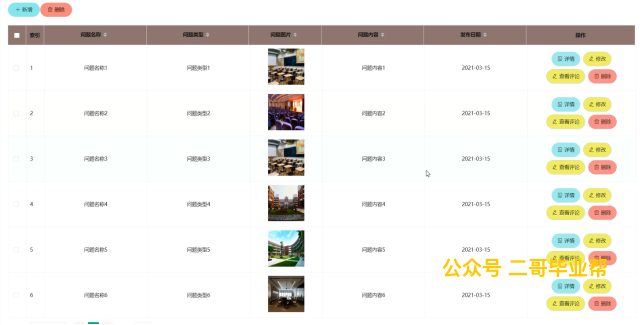 + 新增 删除
索引 问题名称 问题类型 问题图片 问题内容 发布日期 操作
1 问题名称1 问题类型1 问题内容1 2021-03-15 详情 修改
查看评论 删除
2 问题名称2 问题类型2 问题内容2 2021-03-15 详情 修改
查看评论 删除
3 问题名称3 问题类型3 问题内容3 2021-03-15 详情 修改
查看评论 删除
4 问题名称4 问题类型4 问题内容4 2021-03-15 详情 修改
查看评论 删除
5 问题名称5 问题类型5 问题内容5 2021-03-15 详情 修改
查看评论 删除
公众号 二哥毕业帮
6 问题名称6 问题类型6 问题内容6 2021-03-15 详情 修改
查看评论 删除